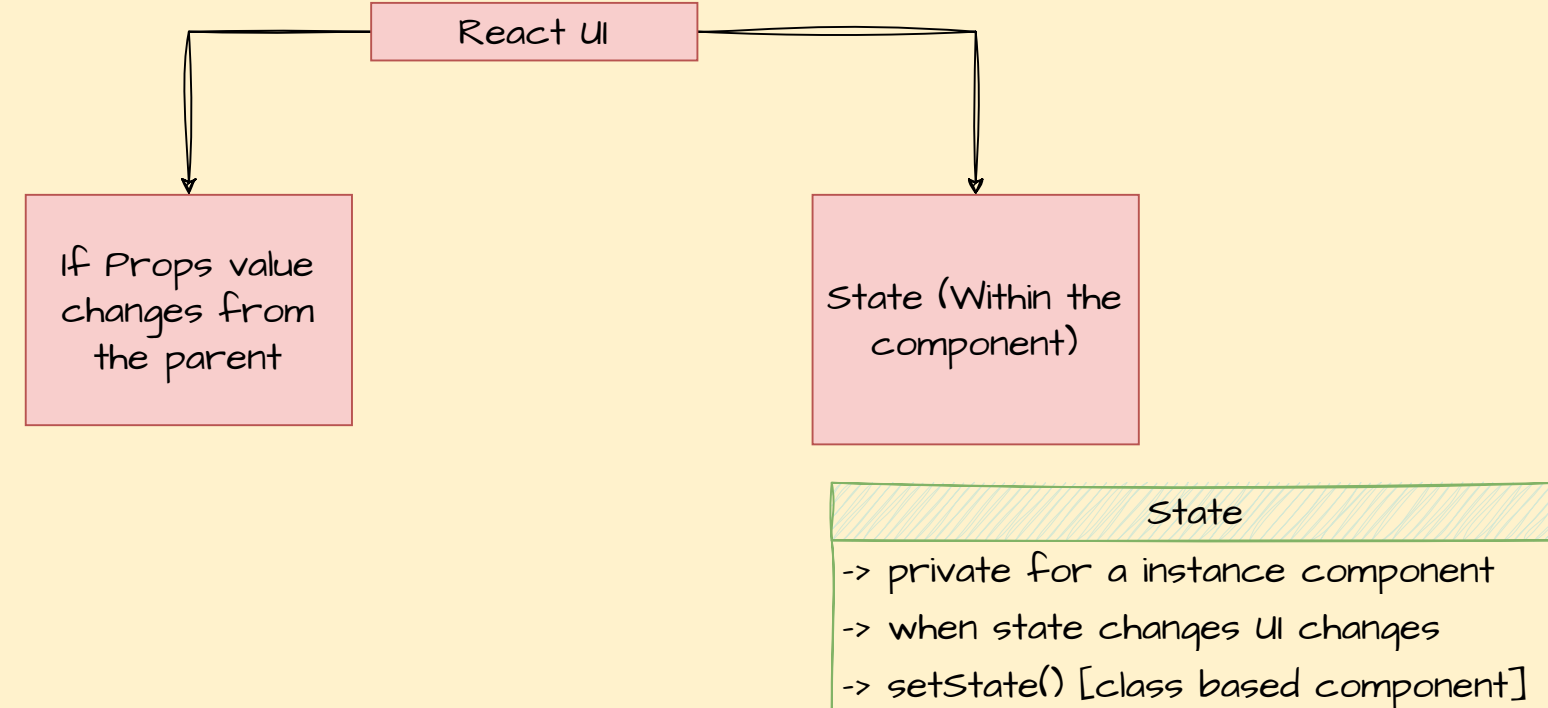 React UI
If Props value
changes from
the parent
State (Within the
component)
State
-> private for a instance component
-> when state changes UI changes
-> setState() [class based component]